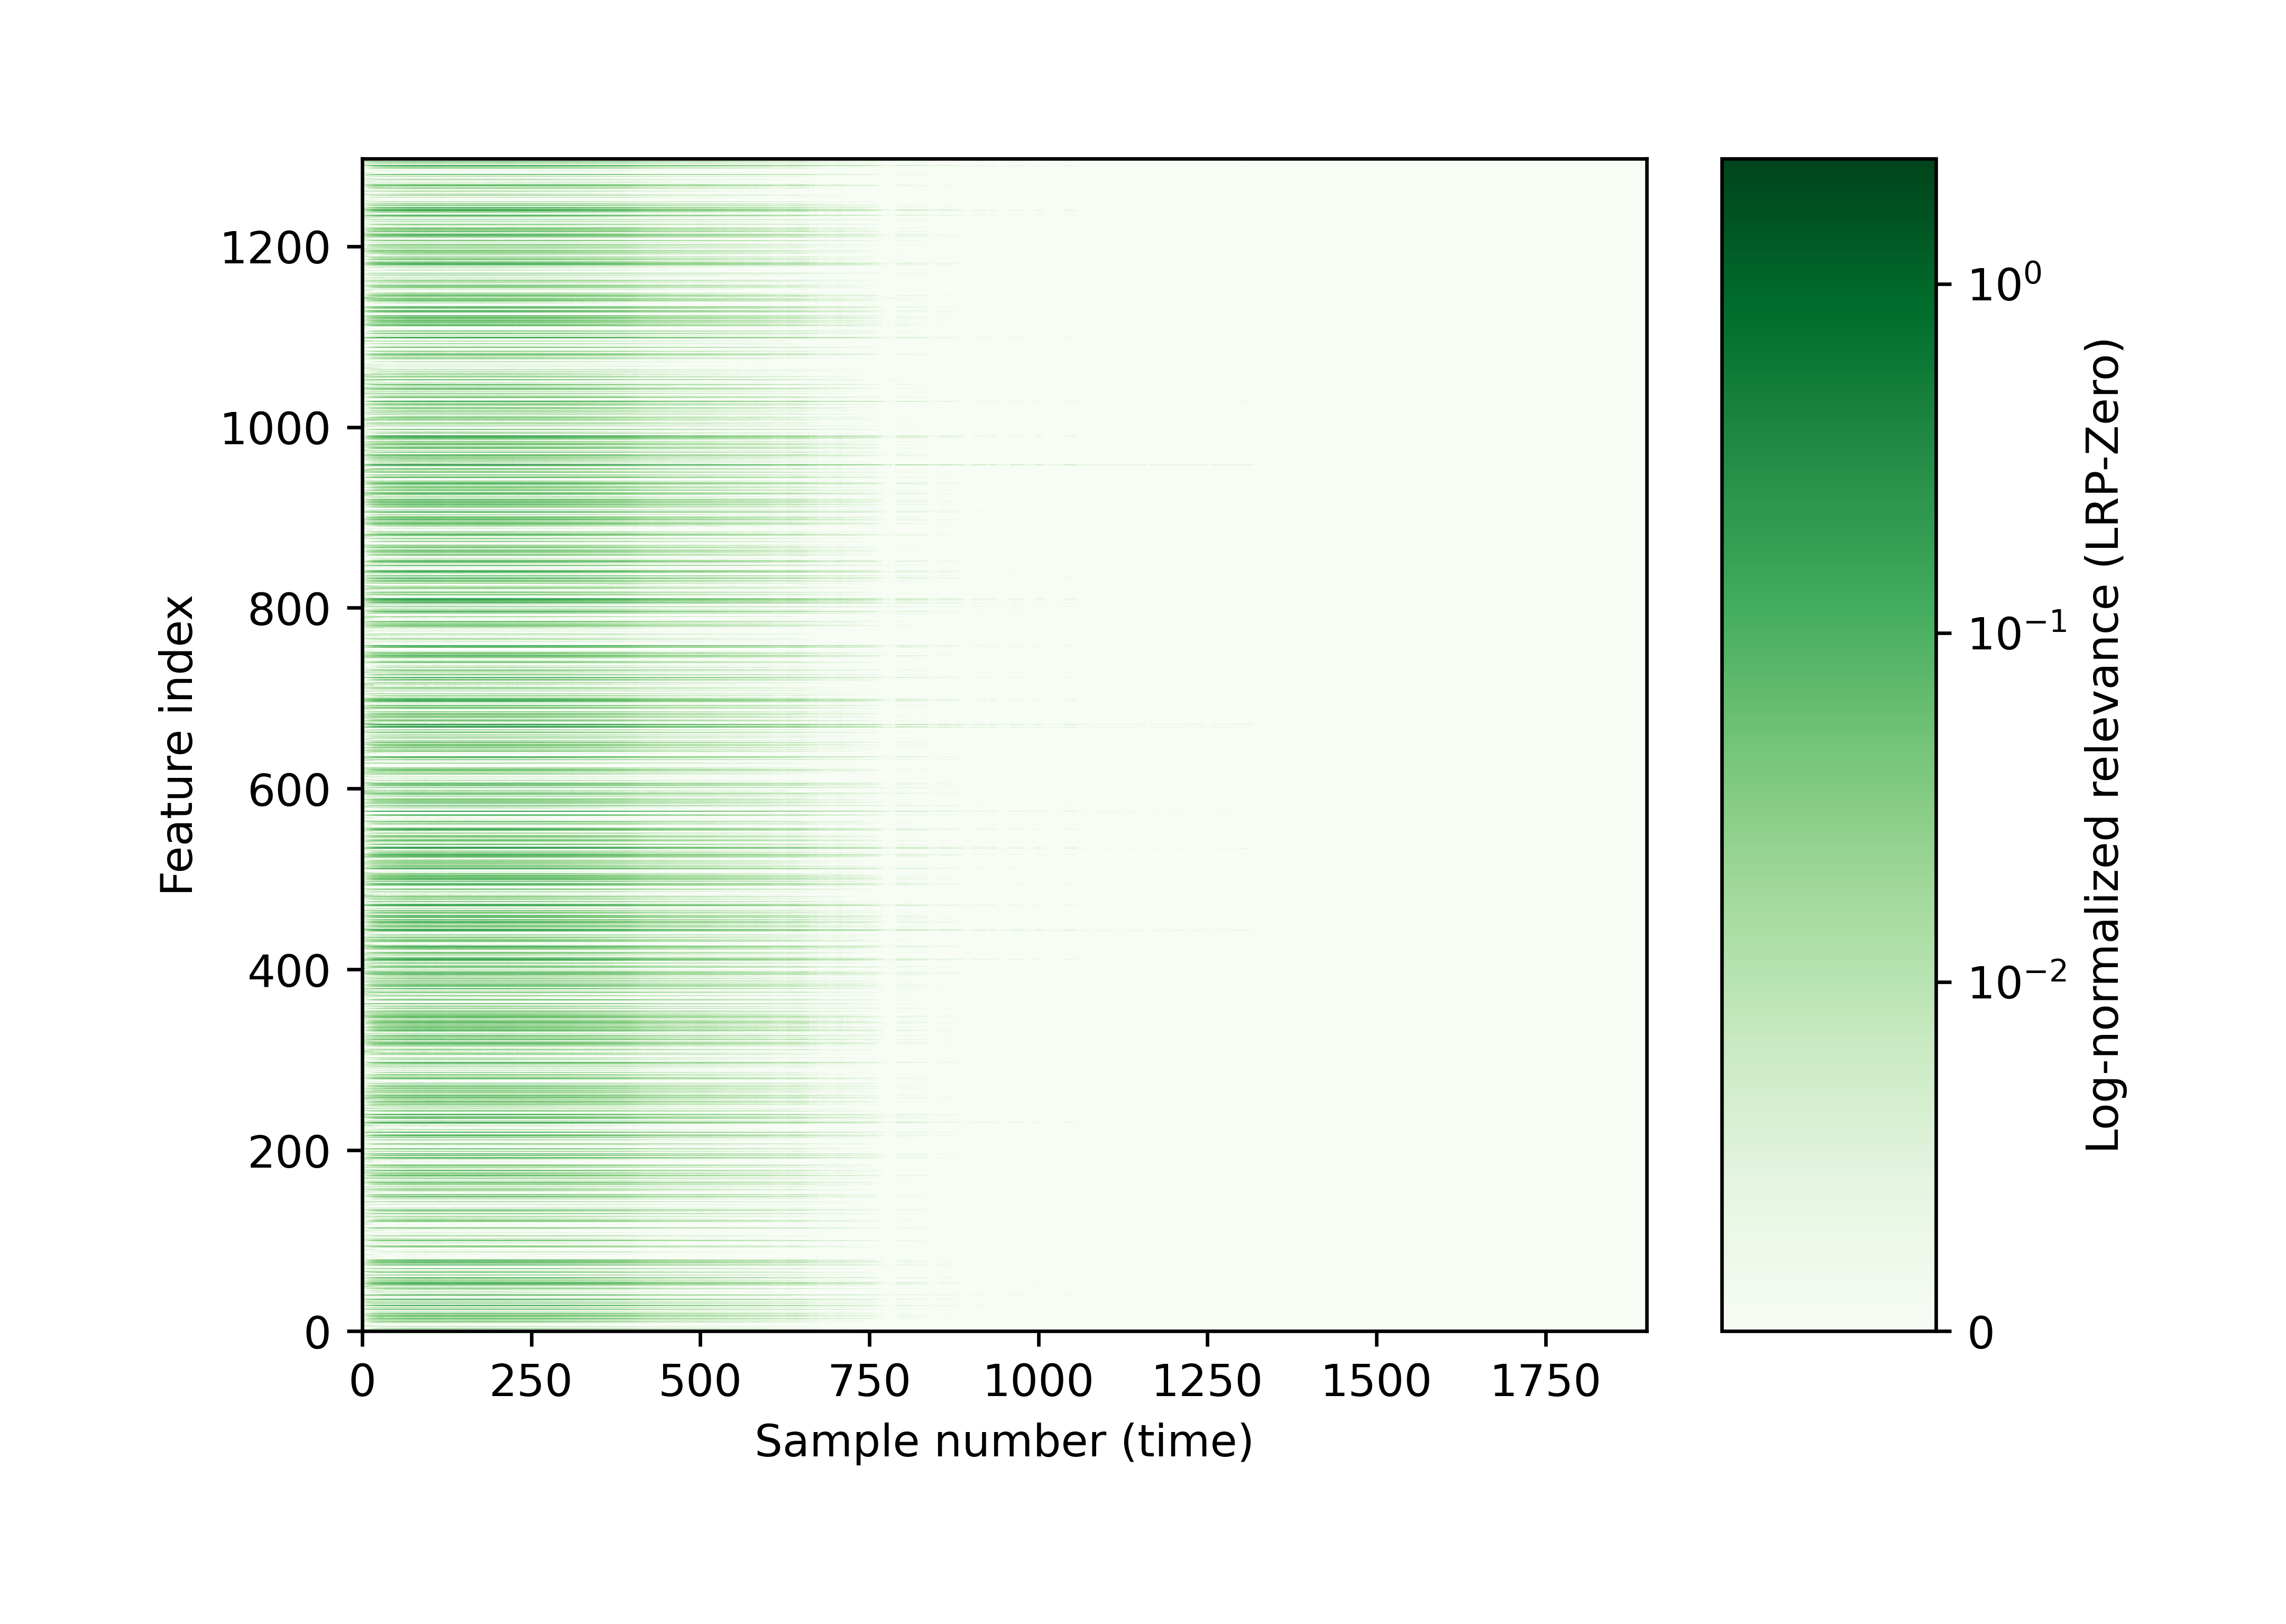 1200
1000
800
600
400
200
0
Feature index
0 250 500 750 1000 1250 1500 1750
Sample number (time)
10⁰
10⁻¹
10⁻²
0
Log-normalized relevance (LRP-Zero)